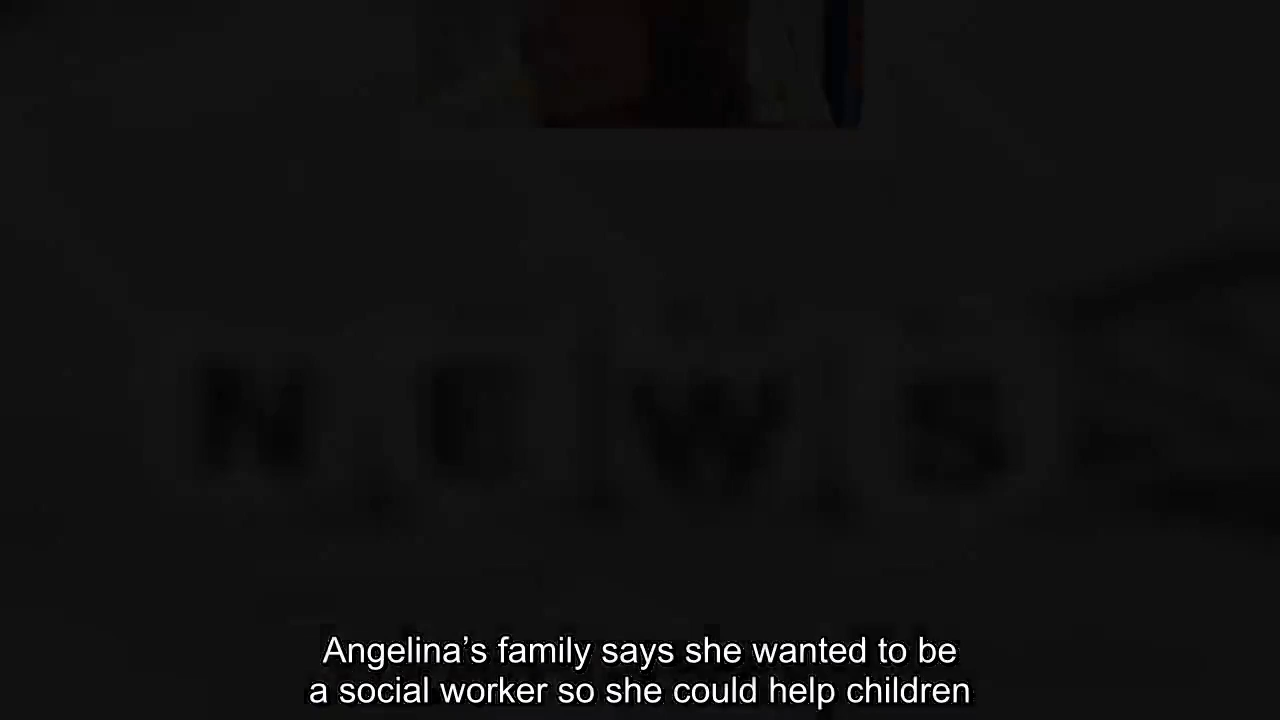 N E W S
Angelina’s family says she wanted to be
a social worker so she could help children